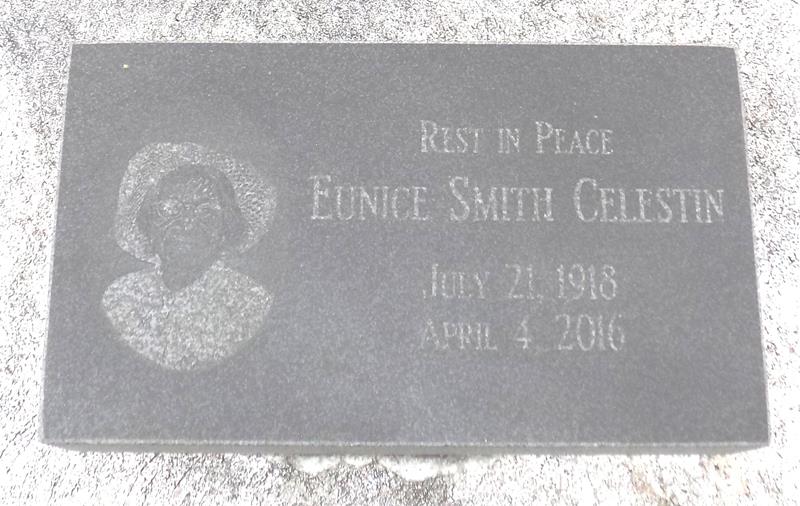 REST IN PEACE
EUNICE SMITH CELESTIN
JULY 21, 1918
APRIL 4 2016